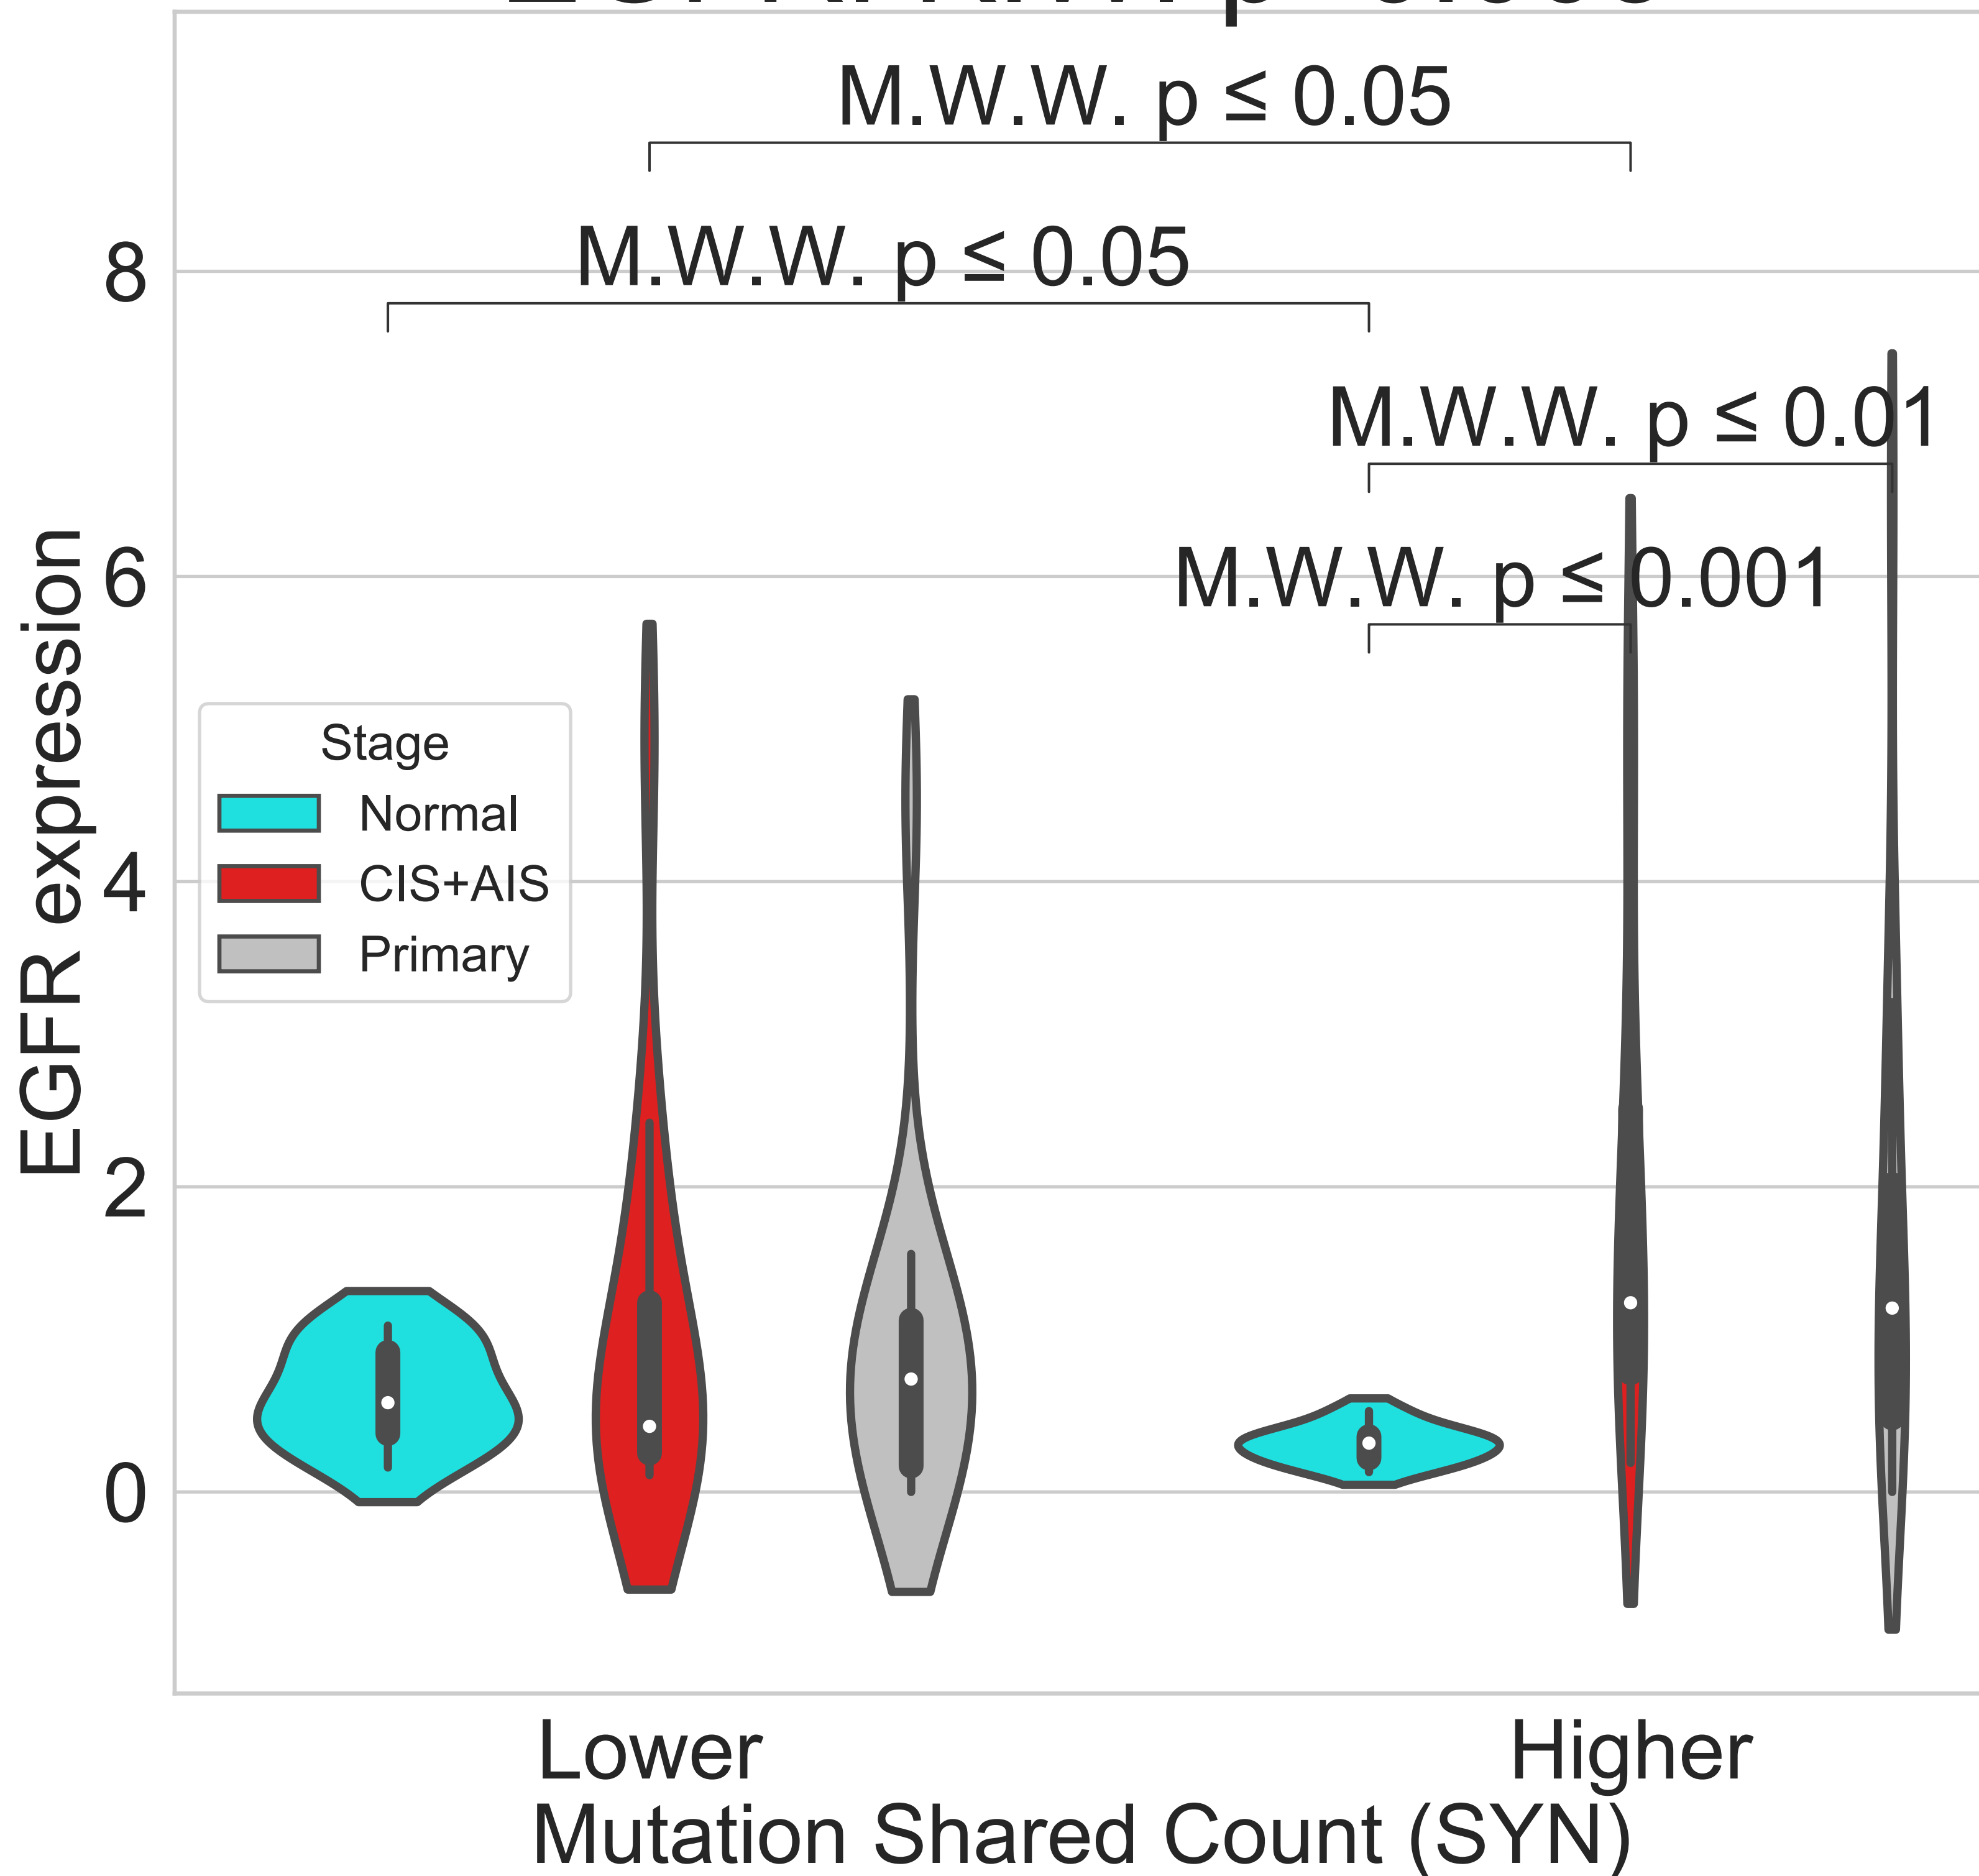 M.W.W. p ≤ 0.05
M.W.W. p ≤ 0.05
M.W.W. p ≤ 0.01
M.W.W. p ≤ 0.001
8
6
4
2
0
EGFR expression
Stage
Normal
CIS+AIS
Primary
Lower
Higher
Mutation Shared Count (SYN)